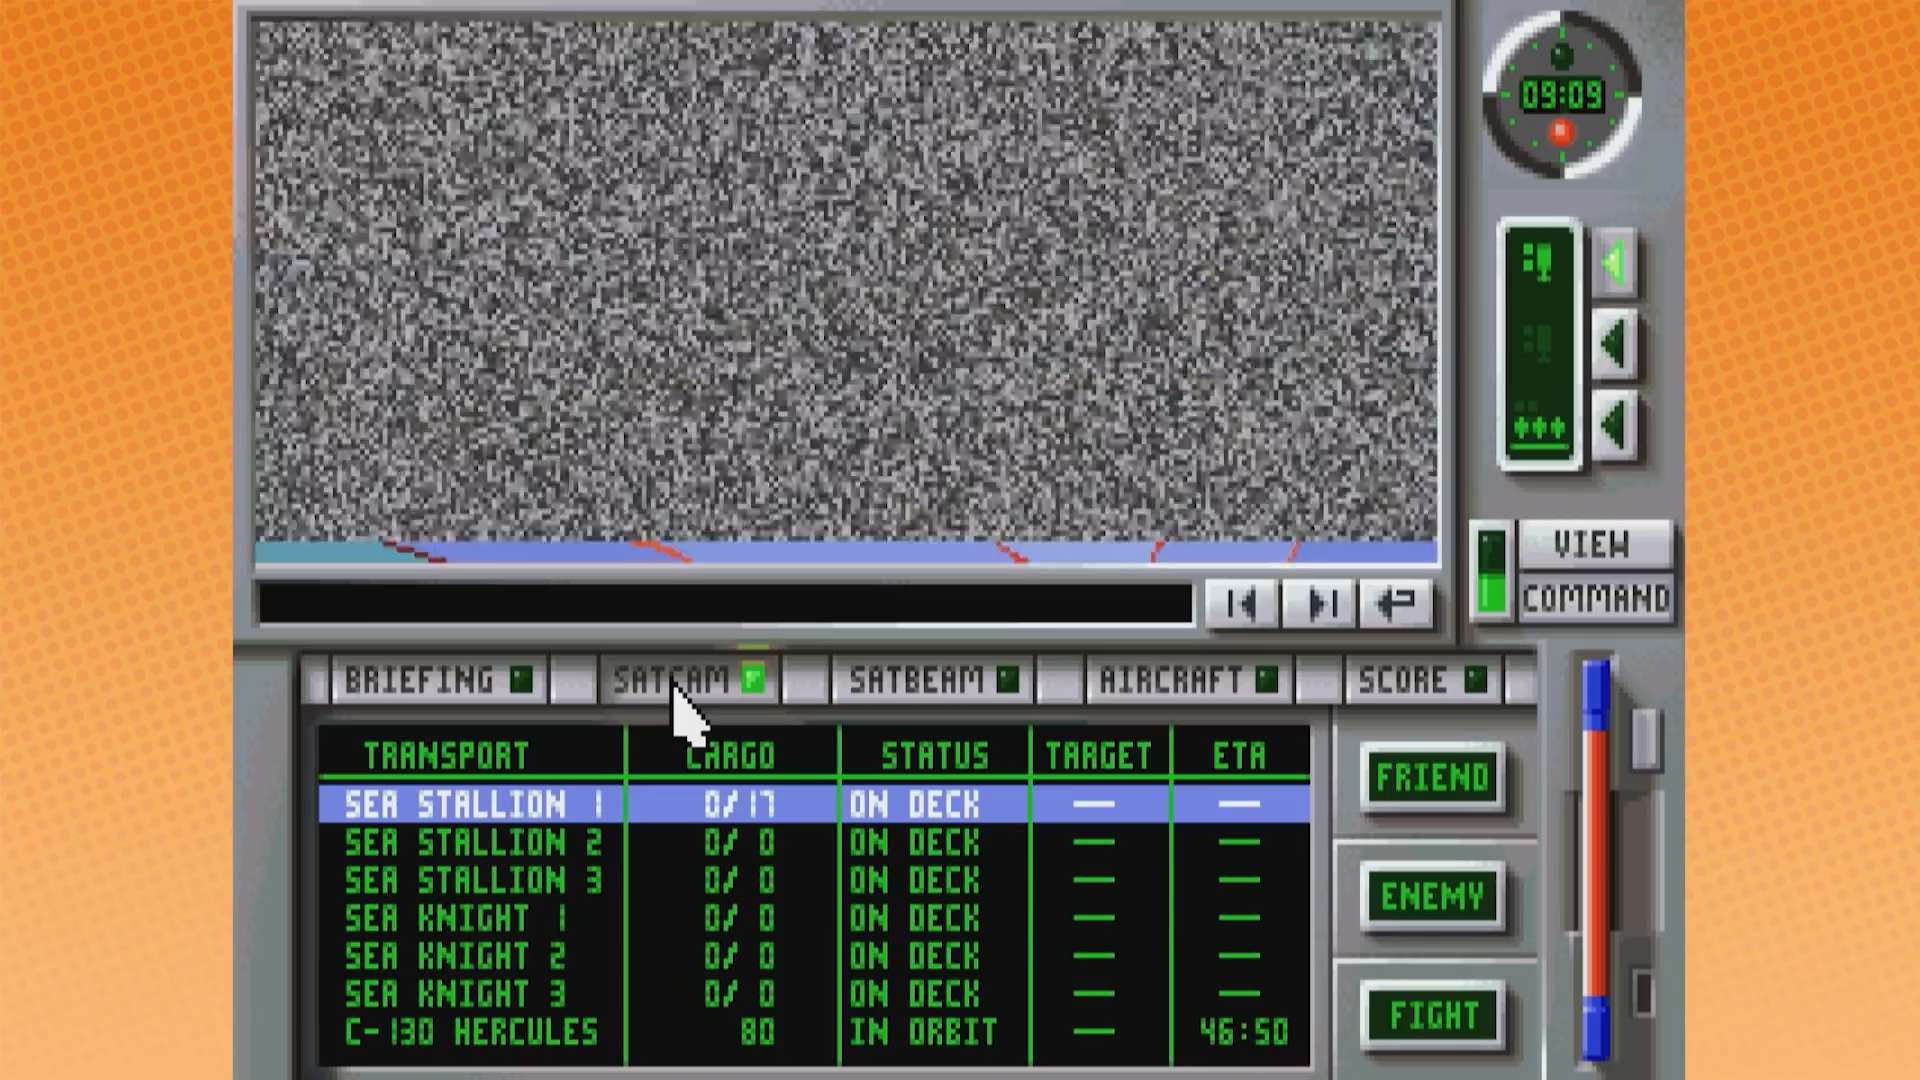 09:09
VIEW
COMMAND
BRIEFING SATCAM SATBEAM AIRCRAFT SCORE
TRANSPORT CARGO STATUS TARGET ETA
SEA STALLION 1 0/17 ON DECK — —
SEA STALLION 2 0/ 0 ON DECK — —
SEA STALLION 3 0/ 0 ON DECK — —
SEA KNIGHT 1 0/ 0 ON DECK — —
SEA KNIGHT 2 0/ 0 ON DECK — —
SEA KNIGHT 3 0/ 0 ON DECK — —
C-130 HERCULES 80 IN ORBIT — 46:50
FRIEND
ENEMY
FIGHT